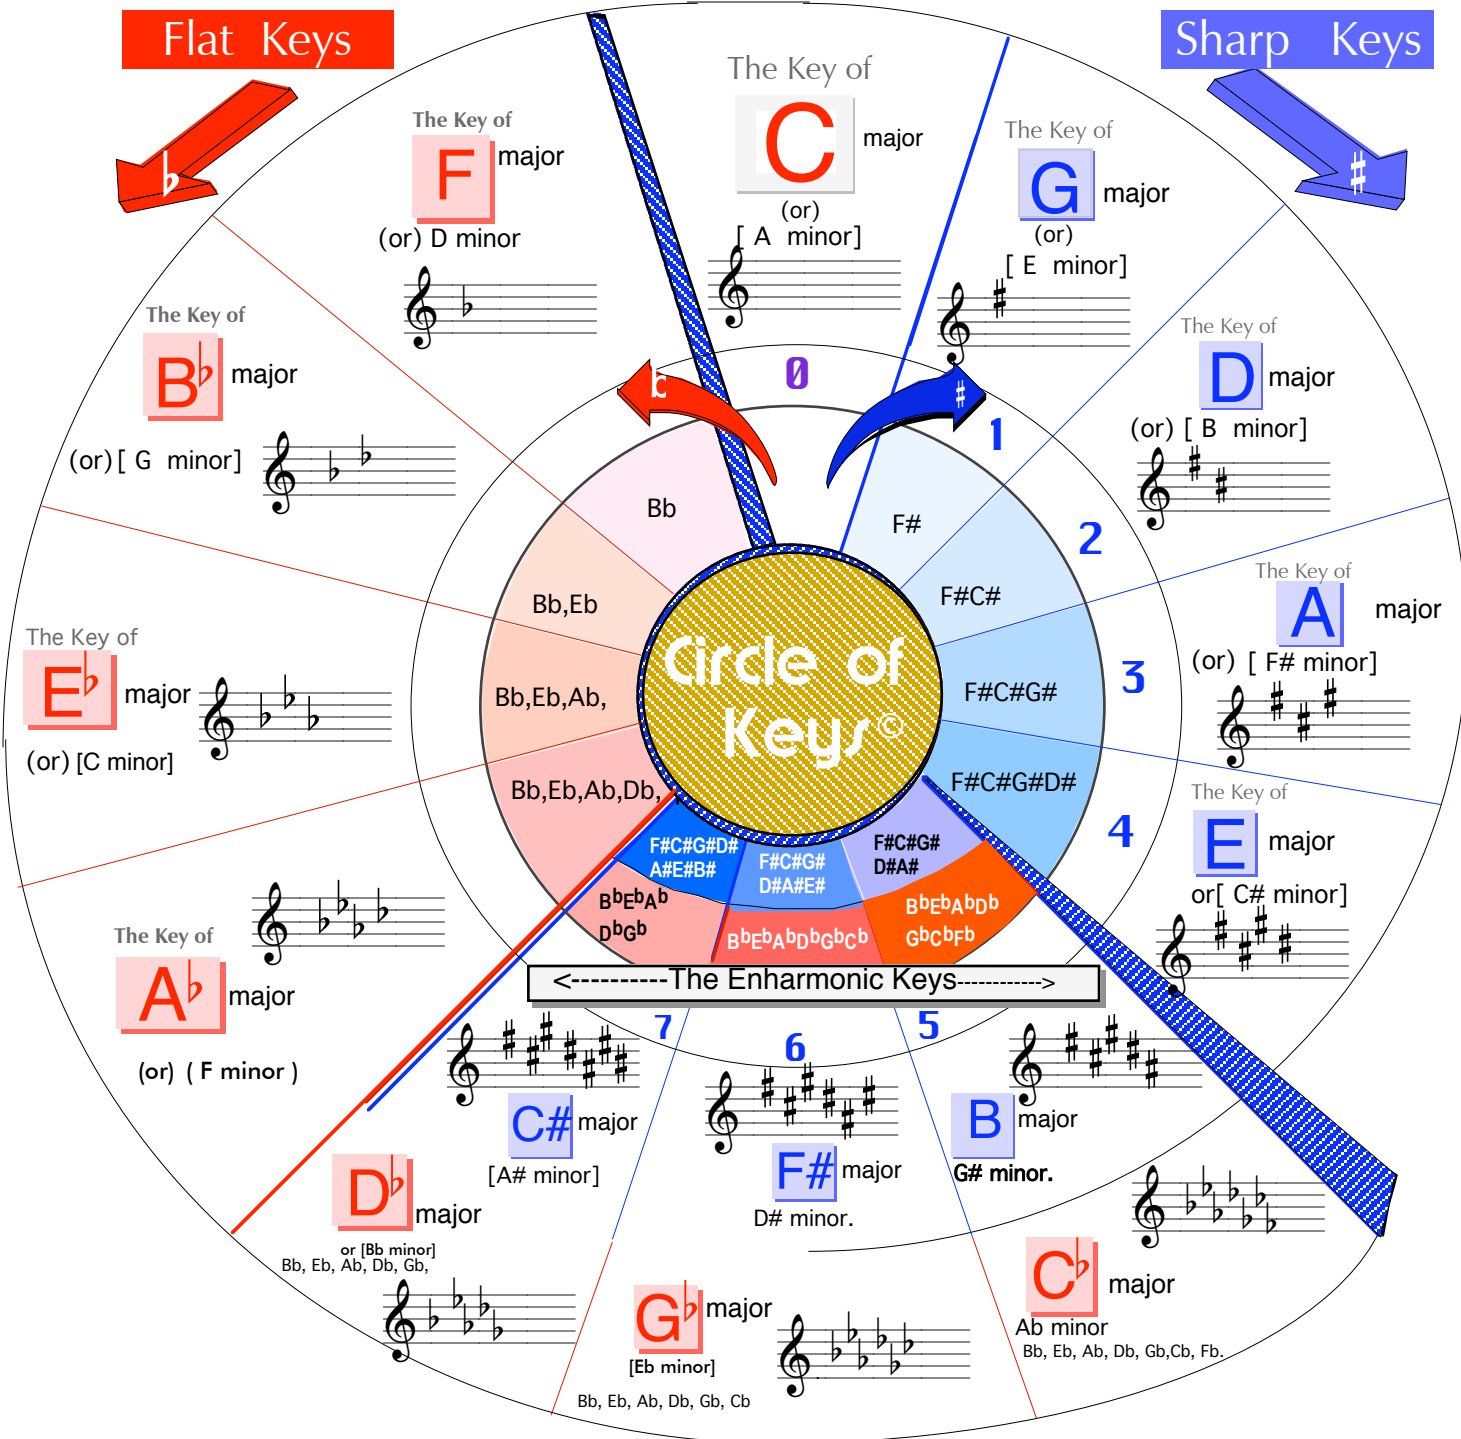 Flat Keys
Sharp Keys
The Key of
C
major
(or)
[ A minor]
The Key of
G
major
(or)
[ E minor]
The Key of
D
major
(or) [ B minor]
The Key of
A
major
(or) [ F# minor]
The Key of
E
major
or[ C# minor]
The Key of
F
major
(or) D minor
The Key of
B♭
major
(or) [ G minor]
The Key of
E♭
major
(or) [C minor]
The Key of
A♭
major
(or) ( F minor )
♭
♯
♭
♯
0
1
2
3
4
5
6
7
Bb
Bb,Eb
Bb,Eb,Ab,
Bb,Eb,Ab,Db,
F#
F#C#
F#C#G#
F#C#G#D#
Circle of
Keys©
F#C#G#D#
A#E#B#
F#C#G#
D#A#E#
F#C#G#
D#A#
BbEbAb
DbGb
BbEbAbDbGbCb
BbEbAbDb
GbCbFb
<----------The Enharmonic Keys------------>
C#
major
[A# minor]
F#
major
D# minor.
B
major
G# minor.
D♭
major
or [Bb minor]
Bb, Eb, Ab, Db, Gb,
G♭
major
[Eb minor]
Bb, Eb, Ab, Db, Gb, Cb
C♭
major
Ab minor
Bb, Eb, Ab, Db, Gb,Cb, Fb.